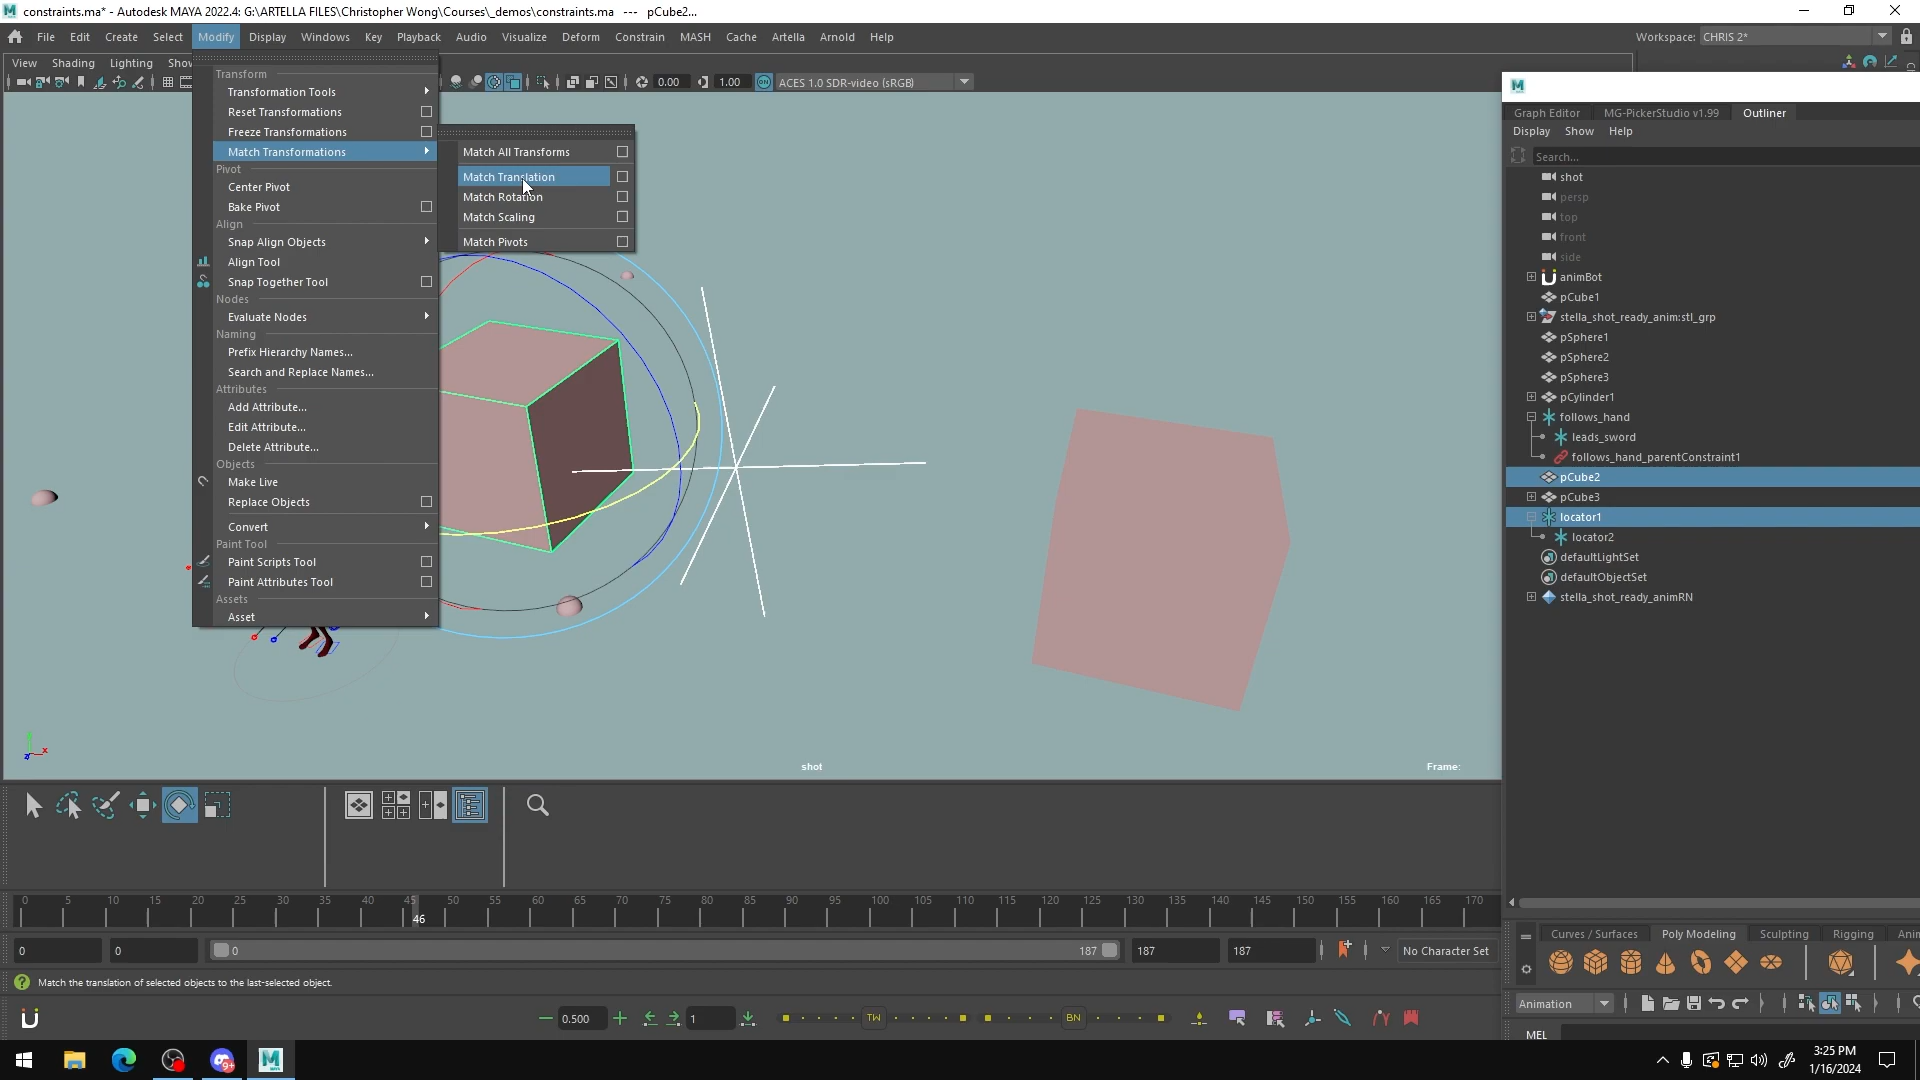 constraints.ma* - Autodesk MAYA 2022.4: G:\ARTELLA FILES\Christopher Wong\Courses\_demos\constraints.ma --- pCube2...
File Edit Create Select Modify Display Windows Key Playback Audio Visualize Deform Constrain MASH Cache Artella Arnold Help
Workspace: CHRIS 2*
View Shading Lighting
0.00 1.00 ON ACES 1.0 SDR-video (sRGB)
Transform
Transformation Tools
Reset Transformations
Freeze Transformations
Match Transformations
Pivot
Center Pivot
Bake Pivot
Align
Snap Align Objects
Align Tool
Snap Together Tool
Nodes
Evaluate Nodes
Naming
Prefix Hierarchy Names...
Search and Replace Names...
Attributes
Add Attribute...
Edit Attribute...
Delete Attribute...
Objects
Make Live
Replace Objects
Convert
Paint Tool
Paint Scripts Tool
Paint Attributes Tool
Assets
Asset
Match All Transforms
Match Translation
Match Rotation
Match Scaling
Match Pivots
Graph Editor MG-PickerStudio v1.99 Outliner
Display Show Help
Search...
shot
persp
top
front
side
animBot
pCube1
stella_shot_ready_anim:stl_grp
pSphere1
pSphere2
pSphere3
pCylinder1
follows_hand
leads_sword
follows_hand_parentConstraint1
pCube2
pCube3
locator1
locator2
defaultLightSet
defaultObjectSet
stella_shot_ready_animRN
shot
Frame:
0 5 10 15 20 25 30 35 40 45 50 55 60 65 70 75 80 85 90 95 100 105 110 115 120 125 130 135 140 145 150 155 160 165 170
46
0 0 0 187 187 187 No Character Set
Curves / Surfaces Poly Modeling Sculpting Rigging
Match the translation of selected objects to the last-selected object.
Animation
0.500 1 TW BN
MEL
9+
3:25 PM
1/16/2024